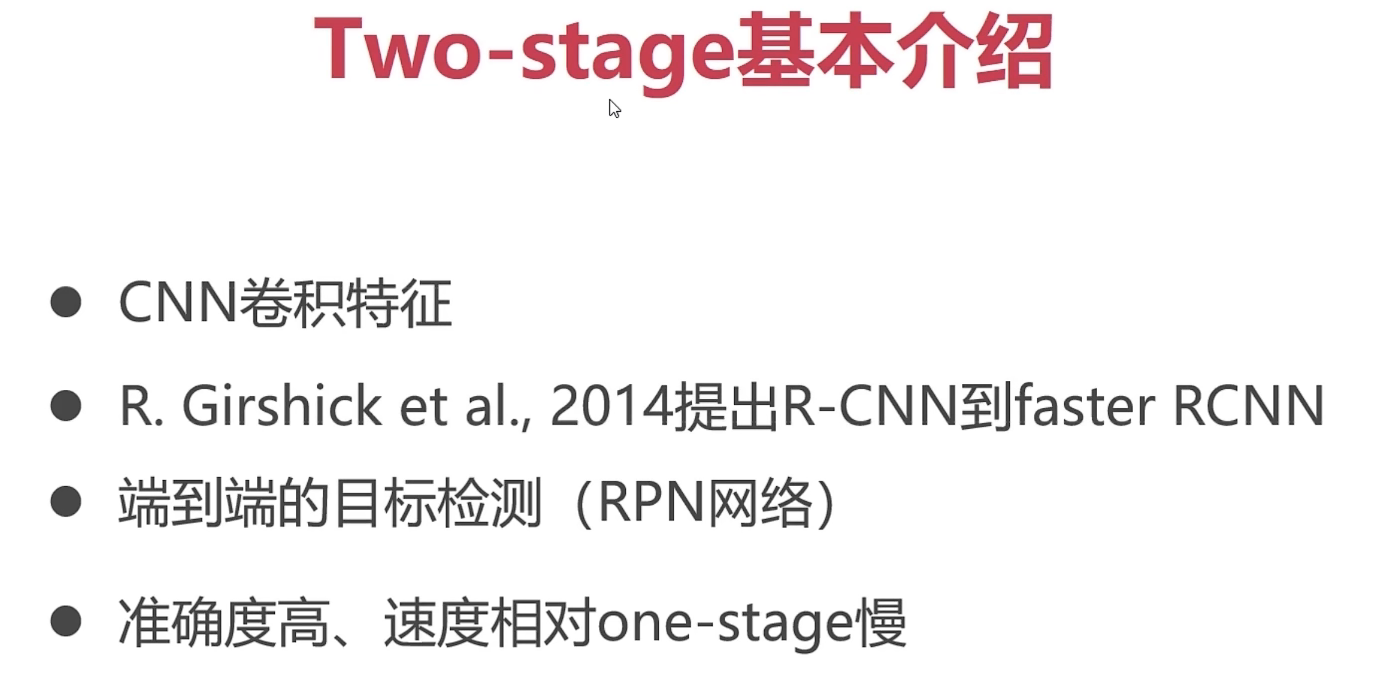 Two-stage基本介绍
● CNN卷积特征
● R. Girshick et al., 2014提出R-CNN到faster RCNN
● 端到端的目标检测（RPN网络）
● 准确度高、速度相对one-stage慢